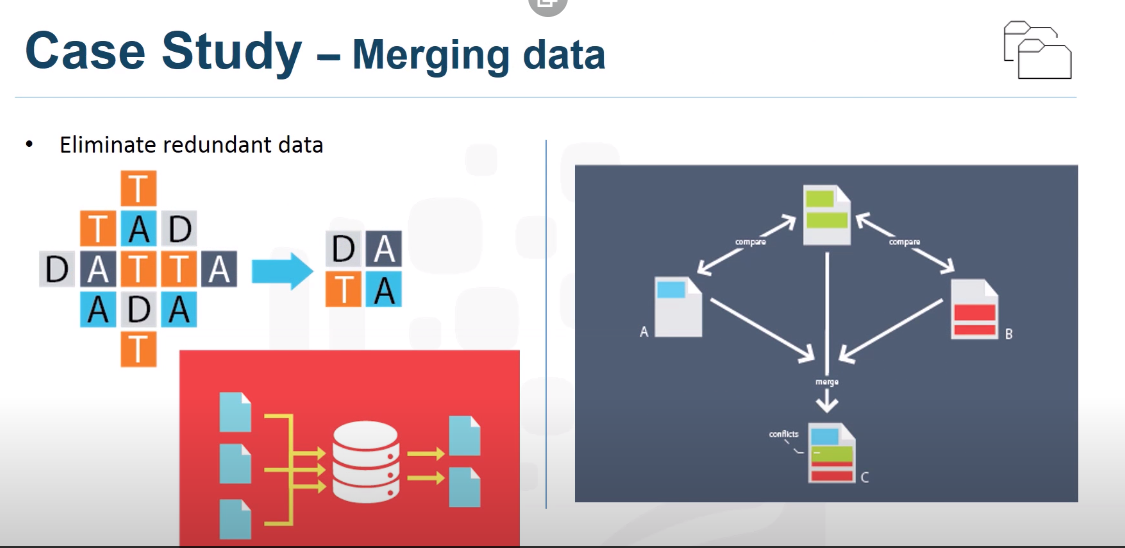 Case Study – Merging data
• Eliminate redundant data
T
T A D
D A T T A
A D A
T
D A
T A
compare
compare
A
B
merge
conflicts
C